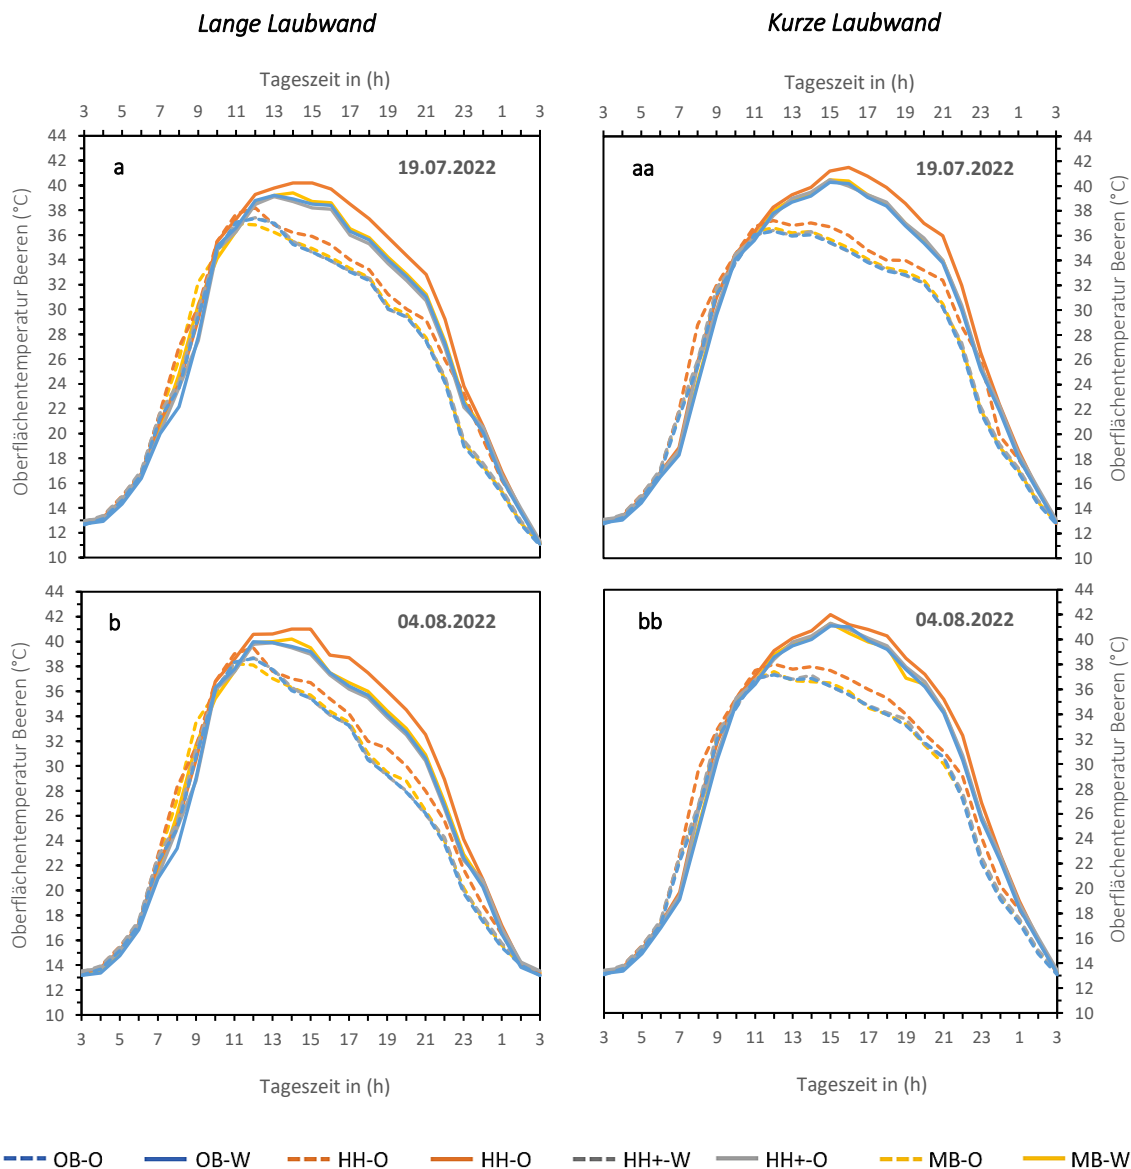 Lange Laubwand
Kurze Laubwand
Tageszeit in (h)
Tageszeit in (h)
3 5 7 9 11 13 15 17 19 21 23 1 3
3 5 7 9 11 13 15 17 19 21 23 1 3
Oberflächentemperatur Beeren (°C)
44 42 40 38 36 34 32 30 28 26 24 22 20 18 16 14 12 10
a
19.07.2022
aa
19.07.2022
44 42 40 38 36 34 32 30 28 26 24 22 20 18 16 14 12 10
Oberflächentemperatur Beeren (°C)
Oberflächentemperatur Beeren (°C)
44 42 40 38 36 34 32 30 28 26 24 22 20 18 16 14 12 10
b
04.08.2022
bb
04.08.2022
44 42 40 38 36 34 32 30 28 26 24 22 20 18 16 14 12 10
Oberflächentemperatur Beeren (°C)
3 5 7 9 11 13 15 17 19 21 23 1 3
3 5 7 9 11 13 15 17 19 21 23 1 3
Tageszeit in (h)
Tageszeit in (h)
OB-O OB-W HH-O HH-O HH+-W HH+-O MB-O MB-W